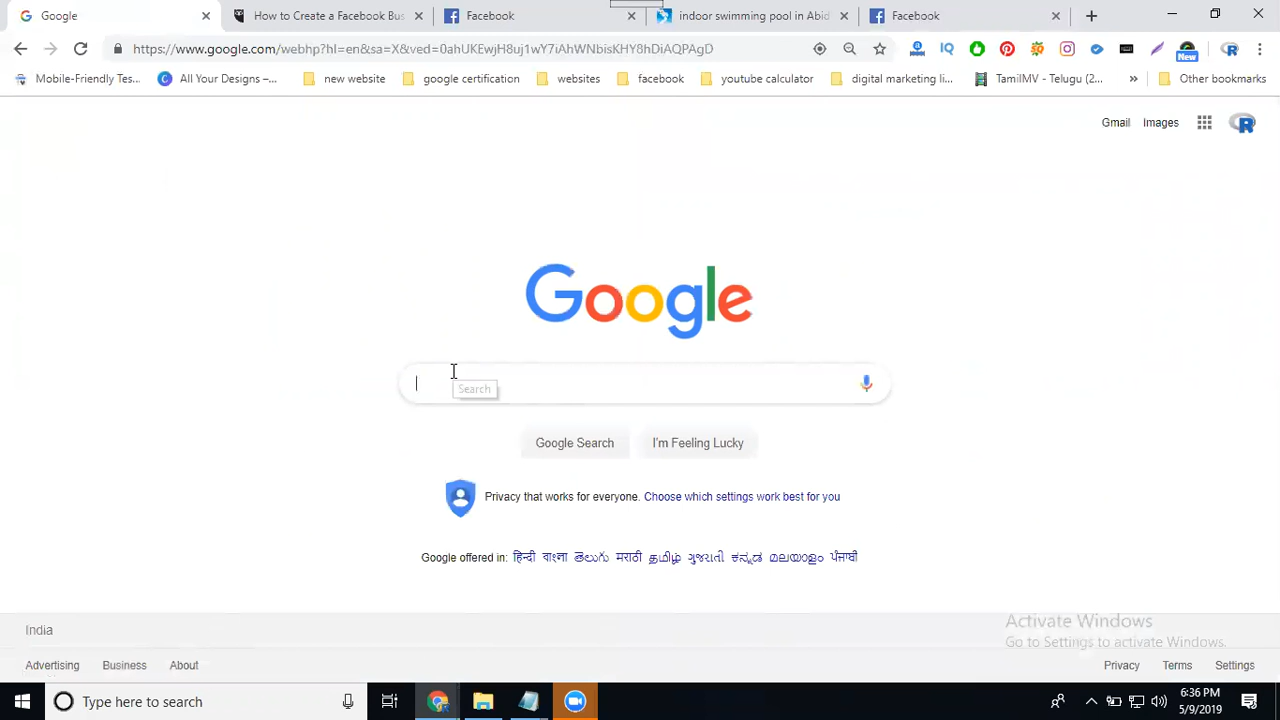 Google
How to Create a Facebook Bus
Facebook
indoor swimming pool in Abid
Facebook
https://www.google.com/webhp?hl=en&sa=X&ved=0ahUKEwjH8uj1wY7iAhWNbisKHY8hDiAQPAgD
New
Mobile-Friendly Tes...
All Your Designs –...
new website
google certification
websites
facebook
youtube calculator
digital marketing li...
TamilMV - Telugu (2...
Other bookmarks
Gmail Images
Google
Search
Google Search I'm Feeling Lucky
Privacy that works for everyone. Choose which settings work best for you
Google offered in: हिन्दी বাংলা తెలుగు मराठी தமிழ் ગુજરાતી ಕನ್ನಡ മലയാളം ਪੰਜਾਬੀ
India
Activate Windows
Go to Settings to activate Windows.
Advertising Business About Privacy Terms Settings
Type here to search
6:36 PM
5/9/2019